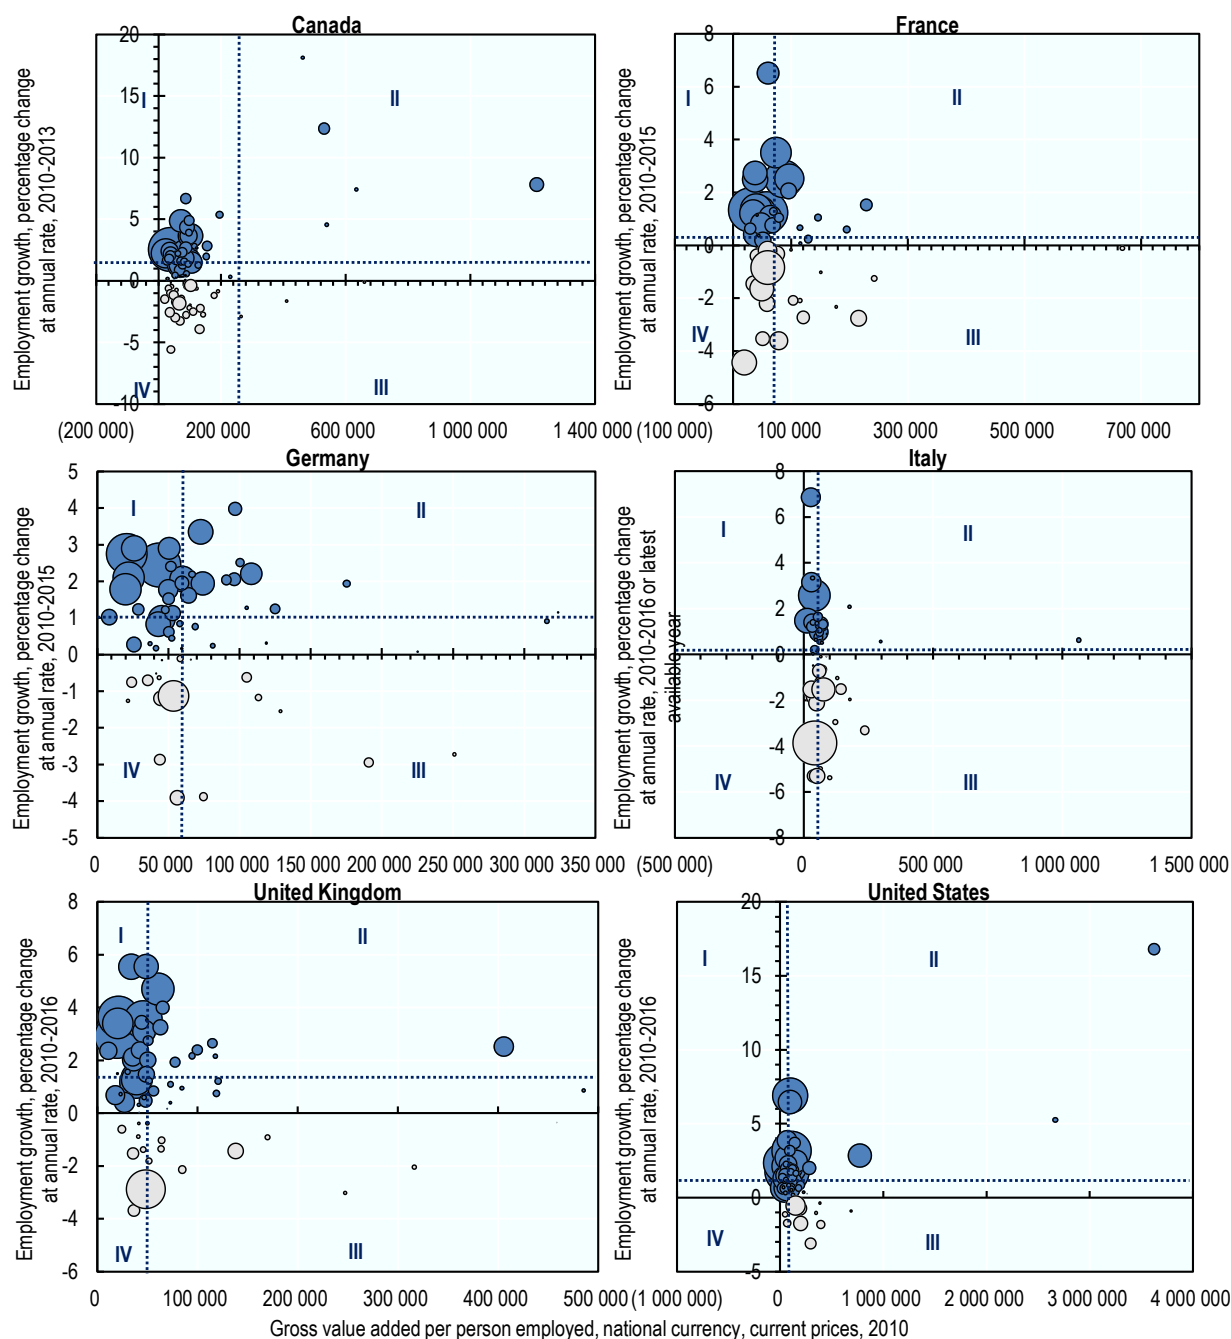 Canada
Employment growth, percentage change
at annual rate, 2010-2013
20
15
10
5
0
-5
-10
I
II
III
IV
(200 000)
200 000
600 000
1 000 000
1 400 000
France
Employment growth, percentage change
at annual rate, 2010-2015
8
6
4
2
0
-2
-4
-6
I
II
III
IV
(100 000)
100 000
300 000
500 000
700 000
Germany
Employment growth, percentage change
at annual rate, 2010-2015
5
4
3
2
1
0
-1
-2
-3
-4
-5
I
II
III
IV
0
50 000
100 000
150 000
200 000
250 000
300 000
350 000
Italy
Employment growth, percentage change
at annual rate, 2010-2016 or latest
available year
8
6
4
2
0
-2
-4
-6
-8
I
II
III
IV
(500 000)
0
500 000
1 000 000
1 500 000
United Kingdom
Employment growth, percentage change
at annual rate, 2010-2016
8
6
4
2
0
-2
-4
-6
I
II
III
IV
0
100 000
200 000
300 000
400 000
500 000
United States
Employment growth, percentage change
at annual rate, 2010-2016
20
15
10
5
0
-5
I
II
III
IV
(1 000 000)
0
1 000 000
2 000 000
3 000 000
4 000 000
Gross value added per person employed, national currency, current prices, 2010